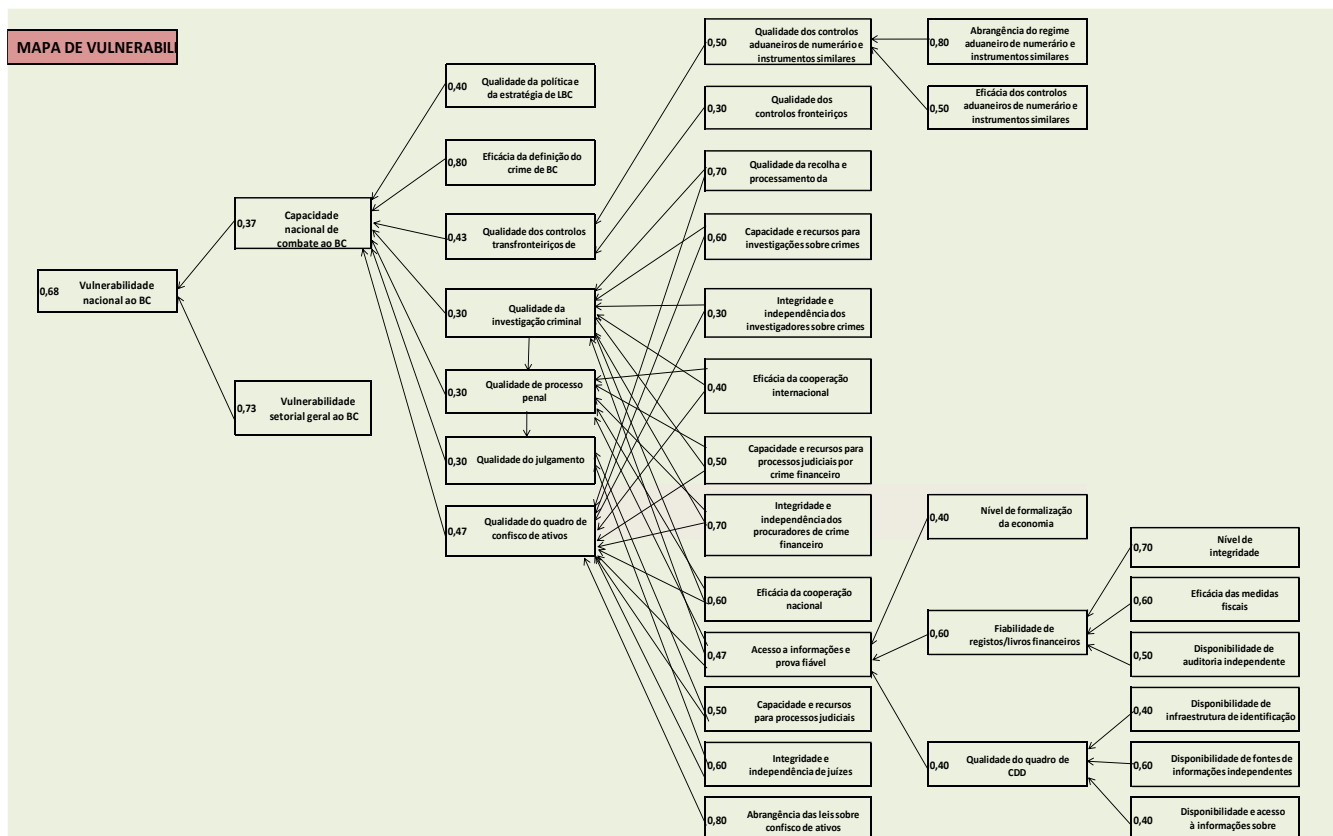 MAPA DE VULNERABILI
0,68
Vulnerabilidade
nacional ao BC
0,37
Capacidade
nacional de
combate ao BC
0,73
Vulnerabilidade
setorial geral ao BC
0,40
Qualidade da política e
da estratégia de LBC
0,80
Eficácia da definição do
crime de BC
0,43
Qualidade dos controlos
transfronteiriços de
0,30
Qualidade da
investigação criminal
0,30
Qualidade de processo
penal
0,30
Qualidade do julgamento
0,47
Qualidade do quadro de
confisco de ativos
0,50
Qualidade dos controlos
aduaneiros de numerário e
instrumentos similares
0,30
Qualidade dos
controlos fronteiriços
0,70
Qualidade da recolha e
processamento da
0,60
Capacidade e recursos para
investigações sobre crimes
0,30
Integridade e
independência dos
investigadores sobre crimes
0,40
Eficácia da cooperação
internacional
0,50
Capacidade e recursos para
processos judiciais por
crime financeiro
0,70
Integridade e
independência dos
procuradores de crime
financeiro
0,60
Eficácia da cooperação
nacional
0,47
Acesso a informações e
prova fiável
0,50
Capacidade e recursos
para processos judiciais
0,60
Integridade e
independência de juízes
0,80
Abrangência das leis sobre
confisco de ativos
0,80
Abrangência do regime
aduaneiro de numerário e
instrumentos similares
0,50
Eficácia dos controlos
aduaneiros de numerário e
instrumentos similares
0,40
Nível de formalização
da economia
0,60
Fiabilidade de
registos/livros financeiros
0,40
Qualidade do quadro de
CDD
0,70
Nível de
integridade
0,60
Eficácia das medidas
fiscais
0,50
Disponibilidade de
auditoria independente
0,40
Disponibilidade de
infraestrutura de identificação
0,60
Disponibilidade de fontes de
informações independentes
0,40
Disponibilidade e acesso
à informações sobre